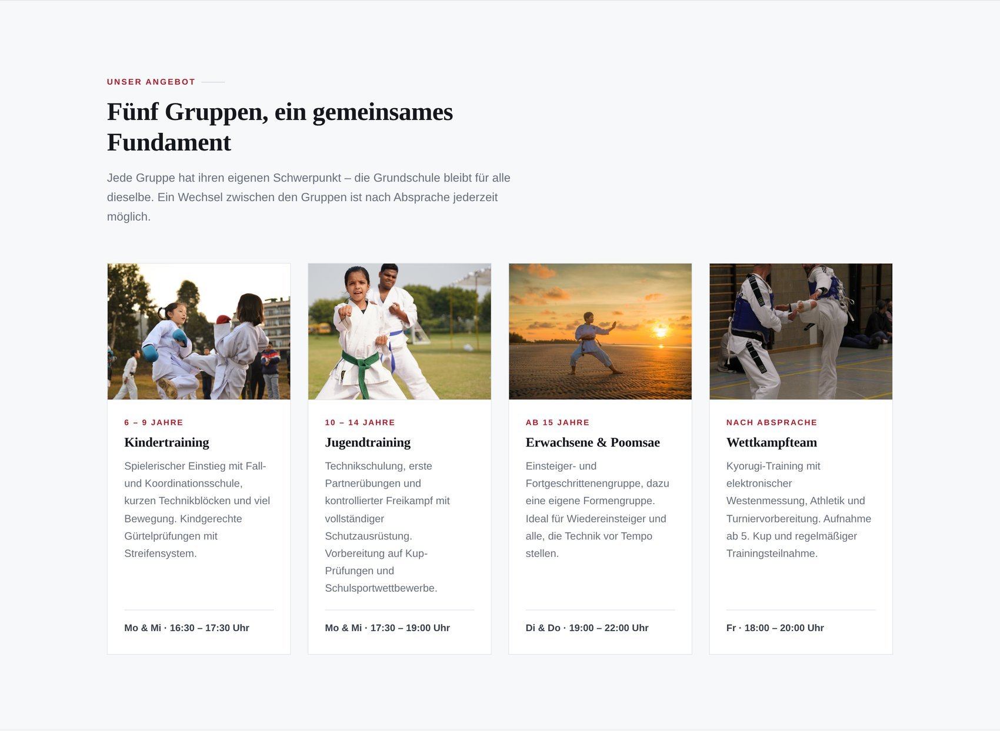 UNSER ANGEBOT
Fünf Gruppen, ein gemeinsames
Fundament
Jede Gruppe hat ihren eigenen Schwerpunkt – die Grundschule bleibt für alle
dieselbe. Ein Wechsel zwischen den Gruppen ist nach Absprache jederzeit
möglich.
6 – 9 JAHRE
Kindertraining
Spielerischer Einstieg mit Fall-
und Koordinationsschule,
kurzen Technikblöcken und viel
Bewegung. Kindgerechte
Gürtelprüfungen mit
Streifensystem.
Mo & Mi · 16:30 – 17:30 Uhr
10 – 14 JAHRE
Jugendtraining
Technikschulung, erste
Partnerübungen und
kontrollierter Freikampf mit
vollständiger
Schutzausrüstung.
Vorbereitung auf Kup-
Prüfungen und
Schulsportwettbewerbe.
Mo & Mi · 17:30 – 19:00 Uhr
AB 15 JAHRE
Erwachsene & Poomsae
Einsteiger- und
Fortgeschrittenengruppe, dazu
eine eigene Formengruppe.
Ideal für Wiedereinsteiger und
alle, die Technik vor Tempo
stellen.
Di & Do · 19:00 – 22:00 Uhr
NACH ABSPRACHE
Wettkampfteam
Kyorugi-Training mit
elektronischer
Westenmessung, Athletik und
Turniervorbereitung. Aufnahme
ab 5. Kup und regelmäßiger
Trainingsteilnahme.
Fr · 18:00 – 20:00 Uhr